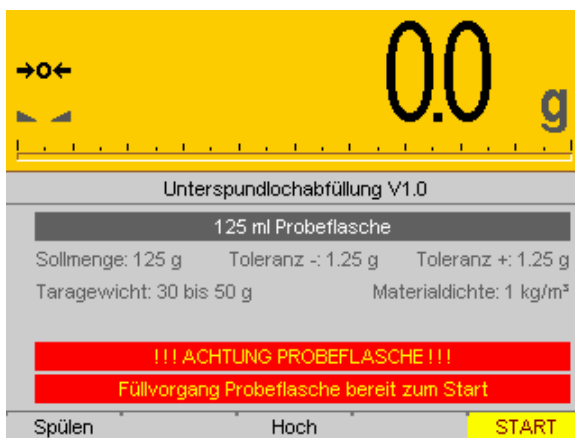 →0← 0.0 g
Unterspundlochabfüllung V1.0
125 ml Probeflasche
Sollmenge: 125 g Toleranz -: 1.25 g Toleranz +: 1.25 g
Taragewicht: 30 bis 50 g Materialdichte: 1 kg/m³
!!! ACHTUNG PROBEFLASCHE !!!
Füllvorgang Probeflasche bereit zum Start
Spülen Hoch START